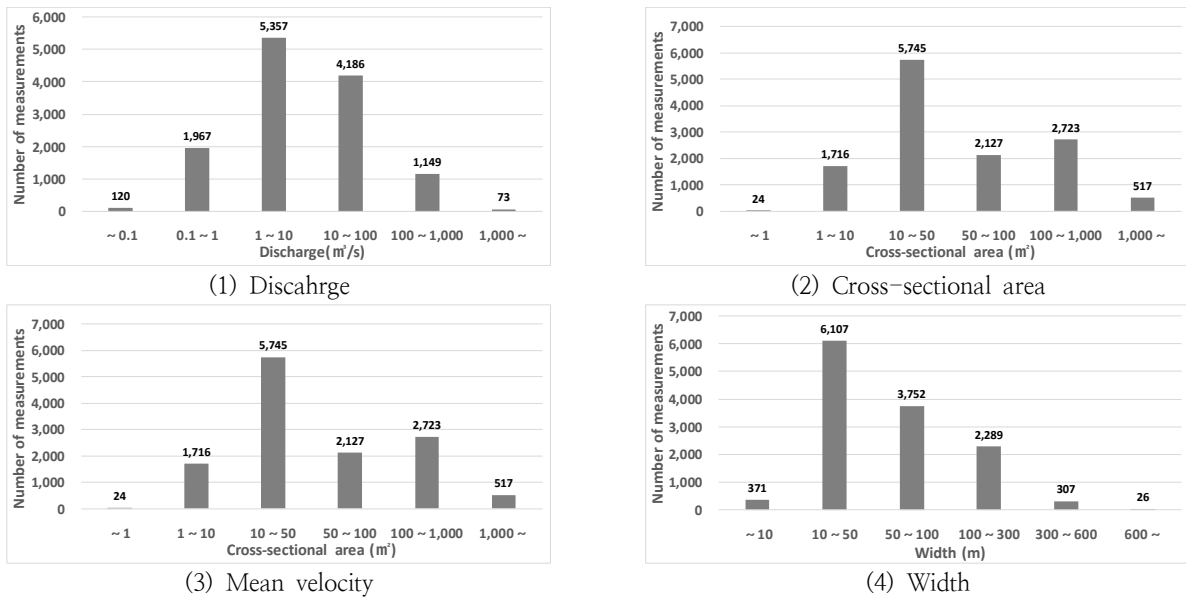 6,000
5,000
4,000
3,000
2,000
1,000
0
Number of measurements
120
1,967
5,357
4,186
1,149
73
~ 0.1
0.1 ~ 1
1 ~ 10
10 ~ 100
100 ~ 1,000
1,000 ~
Discharge(㎥/s)
(1) Discahrge
7,000
6,000
5,000
4,000
3,000
2,000
1,000
0
Number of measurements
24
1,716
5,745
2,127
2,723
517
~ 1
1 ~ 10
10 ~ 50
50 ~ 100
100 ~ 1,000
1,000 ~
Cross-sectional area (㎡)
(2) Cross-sectional area
7,000
6,000
5,000
4,000
3,000
2,000
1,000
0
Number of measurements
24
1,716
5,745
2,127
2,723
517
~ 1
1 ~ 10
10 ~ 50
50 ~ 100
100 ~ 1,000
1,000 ~
Cross-sectional area (㎡)
(3) Mean velocity
7,000
6,000
5,000
4,000
3,000
2,000
1,000
0
Number of measurements
371
6,107
3,752
2,289
307
26
~ 10
10 ~ 50
50 ~ 100
100 ~ 300
300 ~ 600
600 ~
Width (m)
(4) Width